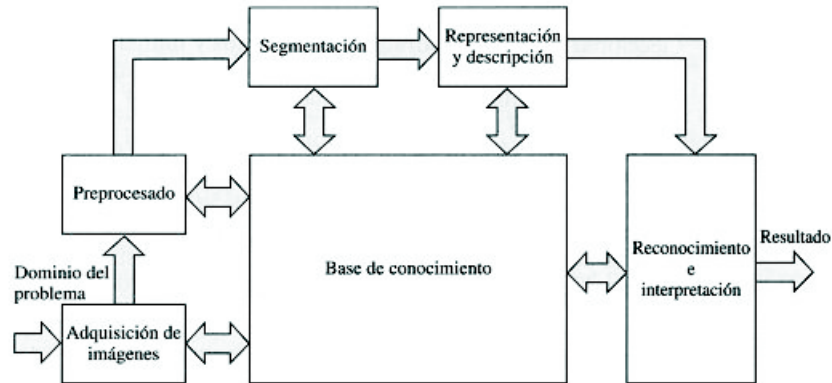 Segmentación
Representación
y descripción
Preprocesado
Dominio del
problema
Adquisición de
imágenes
Base de conocimiento
Reconocimiento
e
interpretación
Resultado